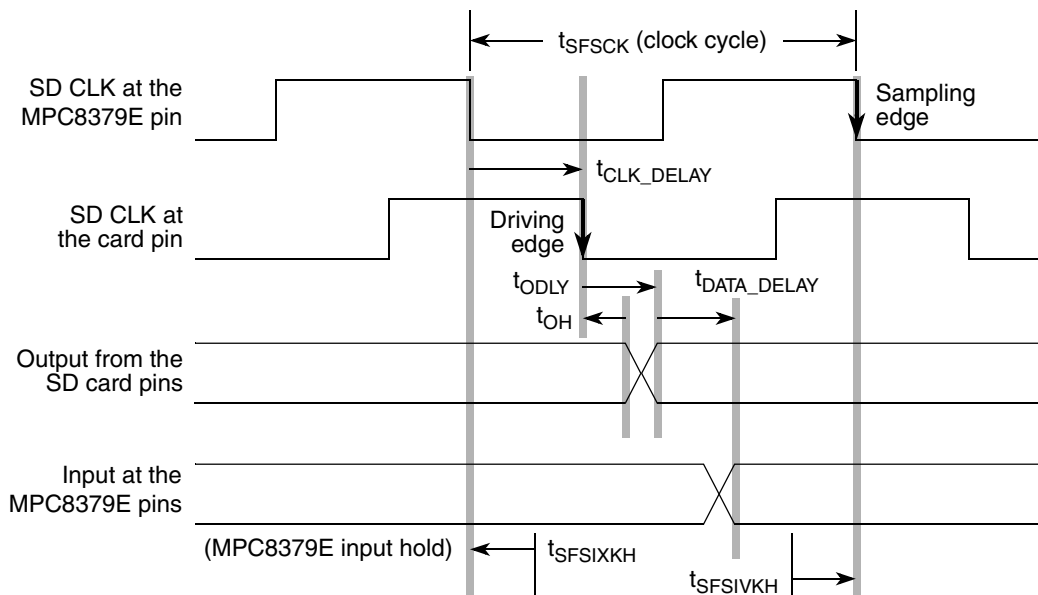 tSFSCK (clock cycle)
SD CLK at the
MPC8379E pin
Sampling
edge
tCLK_DELAY
SD CLK at
the card pin
Driving
edge
tODLY
tDATA_DELAY
tOH
Output from the
SD card pins
Input at the
MPC8379E pins
(MPC8379E input hold)
tSFSIXKH
tSFSIVKH